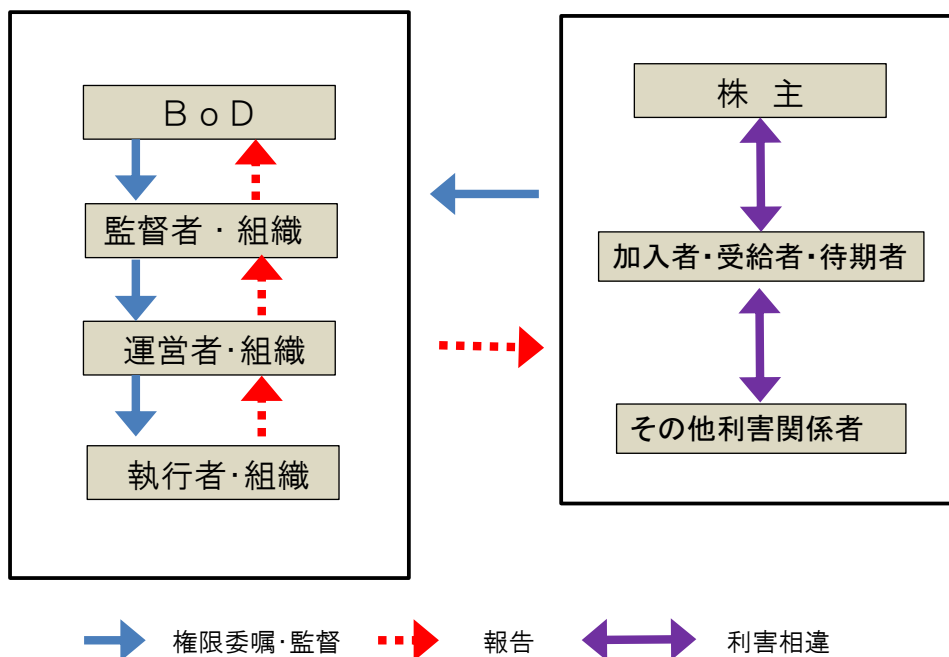 ＢｏＤ
監督者・組織
運営者・組織
執行者・組織
株 主
加入者・受給者・待期者
その他利害関係者
権限委嘱・監督
報告
利害相違